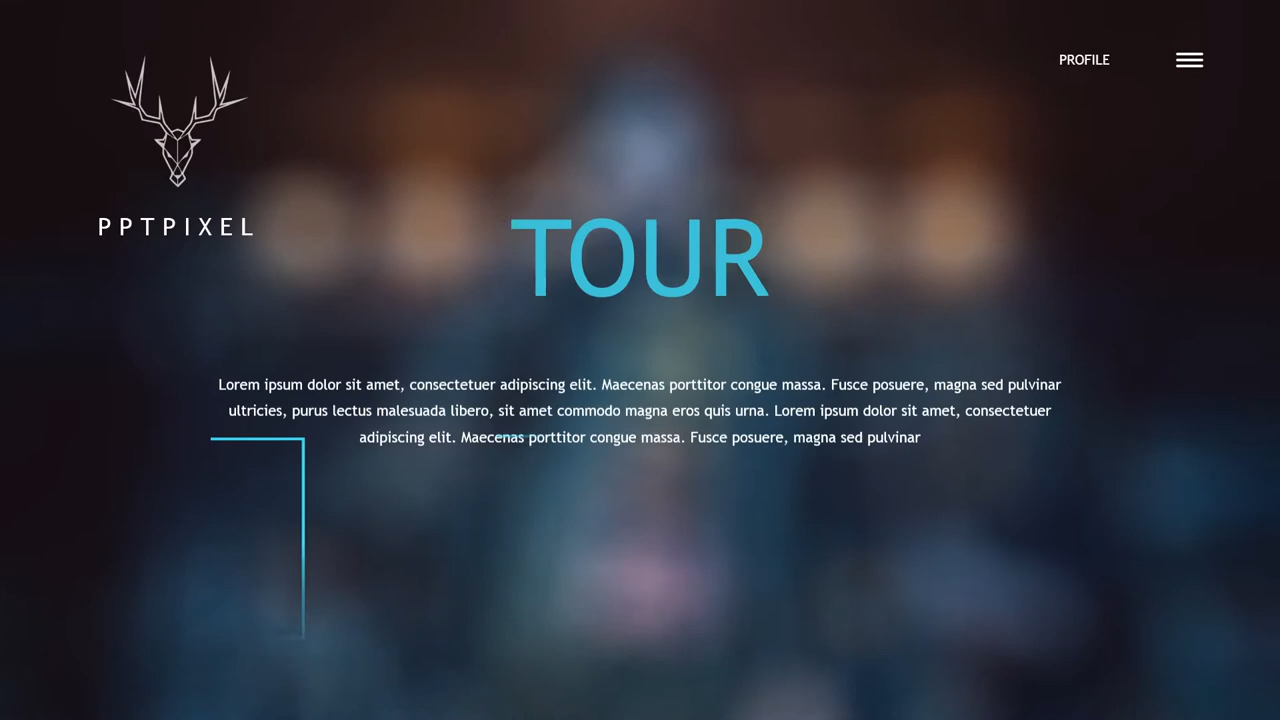 PROFILE
PPTPIXEL
TOUR
Lorem ipsum dolor sit amet, consectetuer adipiscing elit. Maecenas porttitor congue massa. Fusce posuere, magna sed pulvinar
ultricies, purus lectus malesuada libero, sit amet commodo magna eros quis urna. Lorem ipsum dolor sit amet, consectetuer
adipiscing elit. Maecenas porttitor congue massa. Fusce posuere, magna sed pulvinar